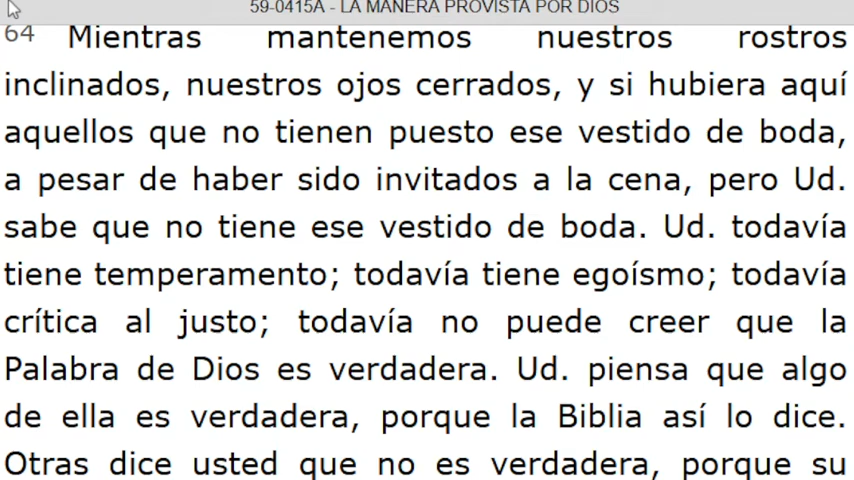 59-0415A - LA MANERA PROVISTA POR DIOS
64 Mientras mantenemos nuestros rostros
inclinados, nuestros ojos cerrados, y si hubiera aquí
aquellos que no tienen puesto ese vestido de boda,
a pesar de haber sido invitados a la cena, pero Ud.
sabe que no tiene ese vestido de boda. Ud. todavía
tiene temperamento; todavía tiene egoísmo; todavía
crítica al justo; todavía no puede creer que la
Palabra de Dios es verdadera. Ud. piensa que algo
de ella es verdadera, porque la Biblia así lo dice.
Otras dice usted que no es verdadera, porque su